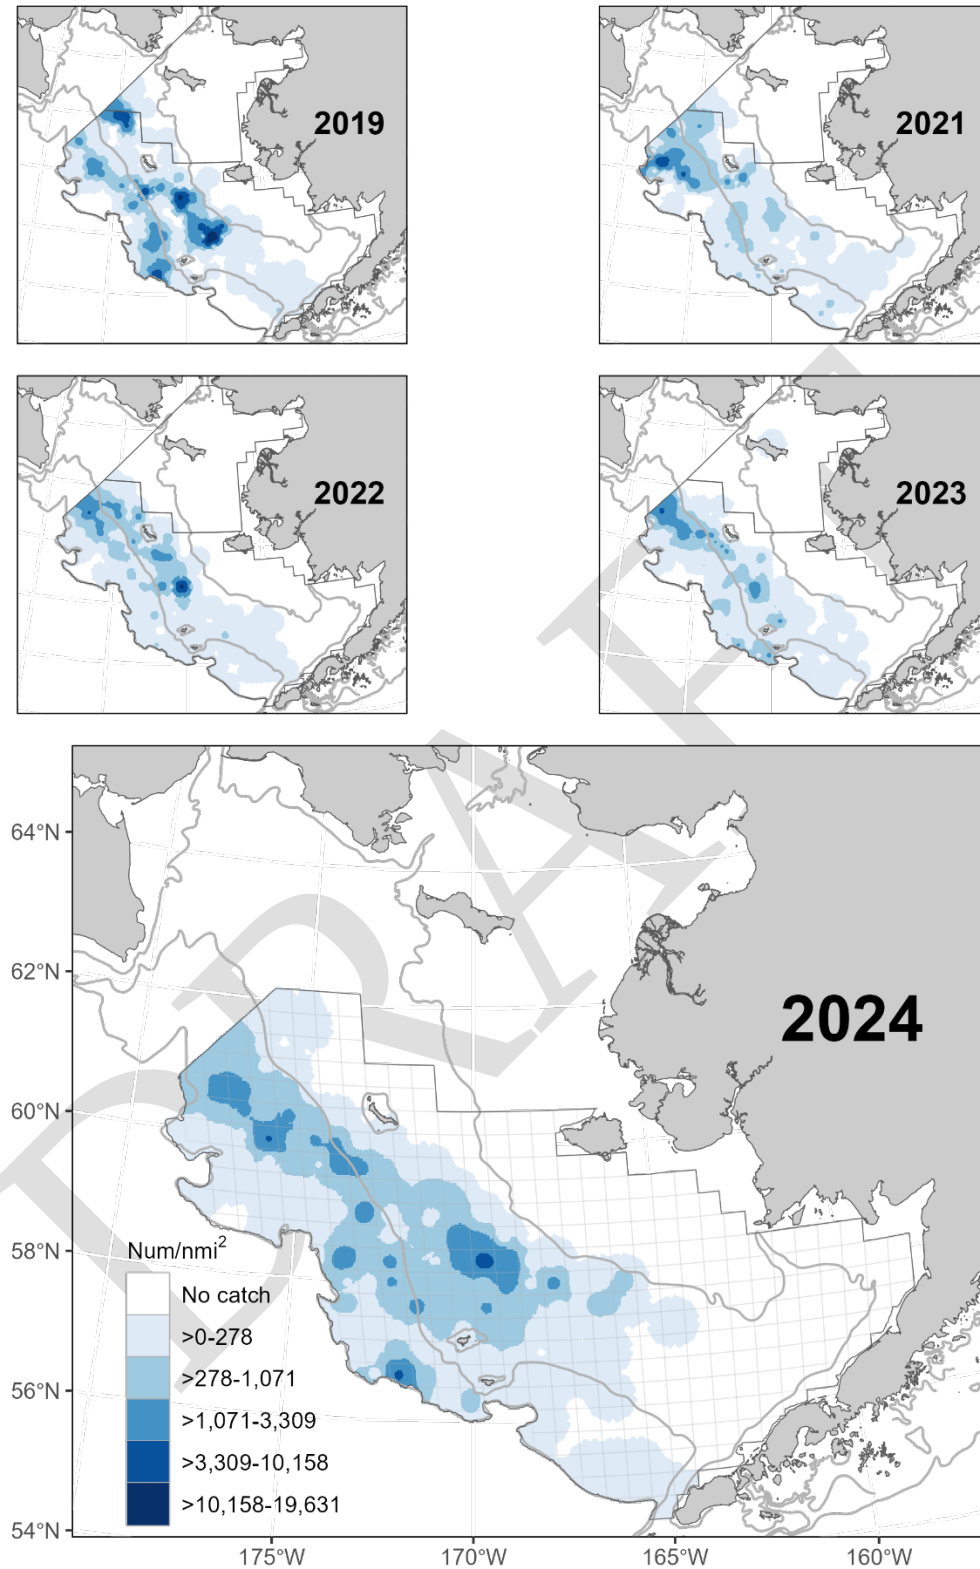 2019
2021
2022
2023
2024
64°N
62°N
60°N
58°N
56°N
54°N
Num/nmi²
No catch
>0-278
>278-1,071
>1,071-3,309
>3,309-10,158
>10,158-19,631
175°W
170°W
165°W
160°W
DRAFT